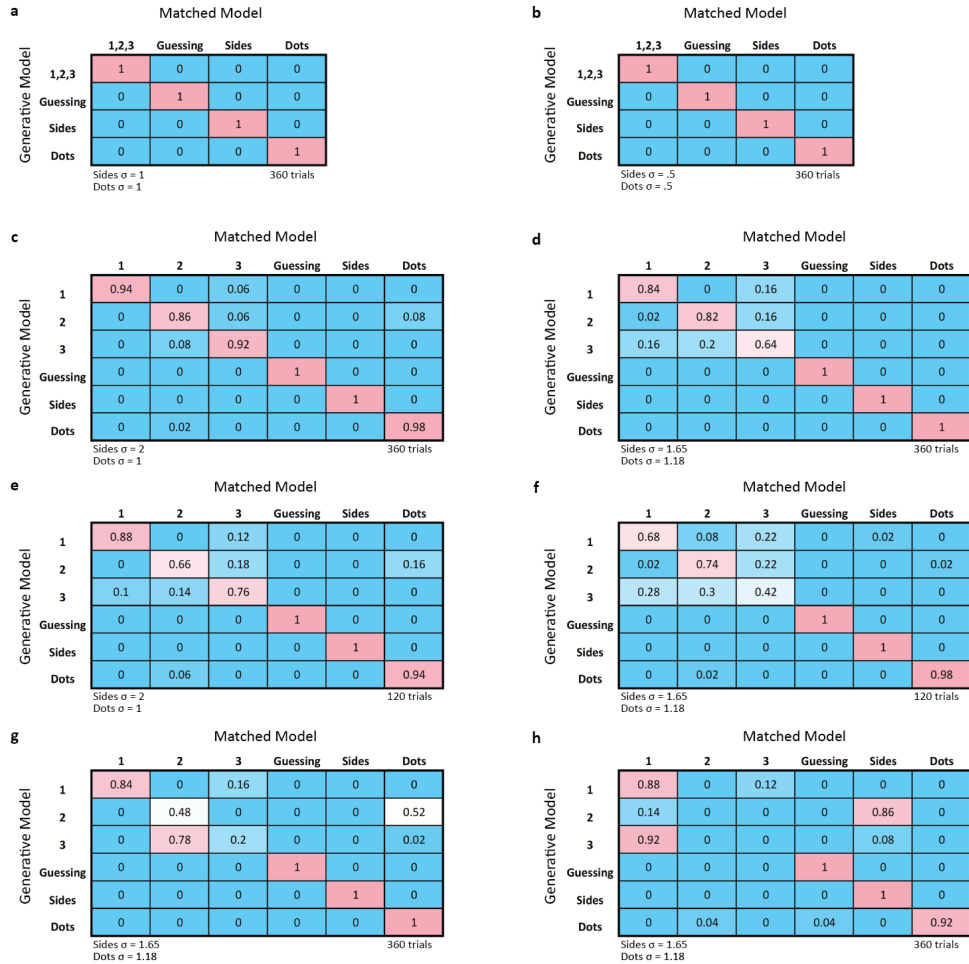 a
Matched Model
1,2,3 Guessing Sides Dots
Generative Model
1,2,3 1 0 0 0
Guessing 0 1 0 0
Sides 0 0 1 0
Dots 0 0 0 1
Sides σ = 1 360 trials
Dots σ = 1
b
Matched Model
1,2,3 Guessing Sides Dots
Generative Model
1,2,3 1 0 0 0
Guessing 0 1 0 0
Sides 0 0 1 0
Dots 0 0 0 1
Sides σ = .5 360 trials
Dots σ = .5
c
Matched Model
1 2 3 Guessing Sides Dots
Generative Model
1 0.94 0 0.06 0 0 0
2 0 0.86 0.06 0 0 0.08
3 0 0.08 0.92 0 0 0
Guessing 0 0 0 1 0 0
Sides 0 0 0 0 1 0
Dots 0 0.02 0 0 0 0.98
Sides σ = 2 360 trials
Dots σ = 1
d
Matched Model
1 2 3 Guessing Sides Dots
Generative Model
1 0.84 0 0.16 0 0 0
2 0.02 0.82 0.16 0 0 0
3 0.16 0.2 0.64 0 0 0
Guessing 0 0 0 1 0 0
Sides 0 0 0 0 1 0
Dots 0 0 0 0 0 1
Sides σ = 1.65 360 trials
Dots σ = 1.18
e
Matched Model
1 2 3 Guessing Sides Dots
Generative Model
1 0.88 0 0.12 0 0 0
2 0 0.66 0.18 0 0 0.16
3 0.1 0.14 0.76 0 0 0
Guessing 0 0 0 1 0 0
Sides 0 0 0 0 1 0
Dots 0 0.06 0 0 0 0.94
Sides σ = 2 120 trials
Dots σ = 1
f
Matched Model
1 2 3 Guessing Sides Dots
Generative Model
1 0.68 0.08 0.22 0 0.02 0
2 0.02 0.74 0.22 0 0 0.02
3 0.28 0.3 0.42 0 0 0
Guessing 0 0 0 1 0 0
Sides 0 0 0 0 1 0
Dots 0 0.02 0 0 0 0.98
Sides σ = 1.65 120 trials
Dots σ = 1.18
g
Matched Model
1 2 3 Guessing Sides Dots
Generative Model
1 0.84 0 0.16 0 0 0
2 0 0.48 0 0 0 0.52
3 0 0.78 0.2 0 0 0.02
Guessing 0 0 0 1 0 0
Sides 0 0 0 0 1 0
Dots 0 0 0 0 0 1
Sides σ = 1.65 360 trials
Dots σ = 1.18
h
Matched Model
1 2 3 Guessing Sides Dots
Generative Model
1 0.88 0 0.12 0 0 0
2 0.14 0 0 0 0.86 0
3 0.92 0 0 0 0.08 0
Guessing 0 0 0 1 0 0
Sides 0 0 0 0 1 0
Dots 0 0.04 0 0.04 0 0.92
Sides σ = 1.65 360 trials
Dots σ = 1.18